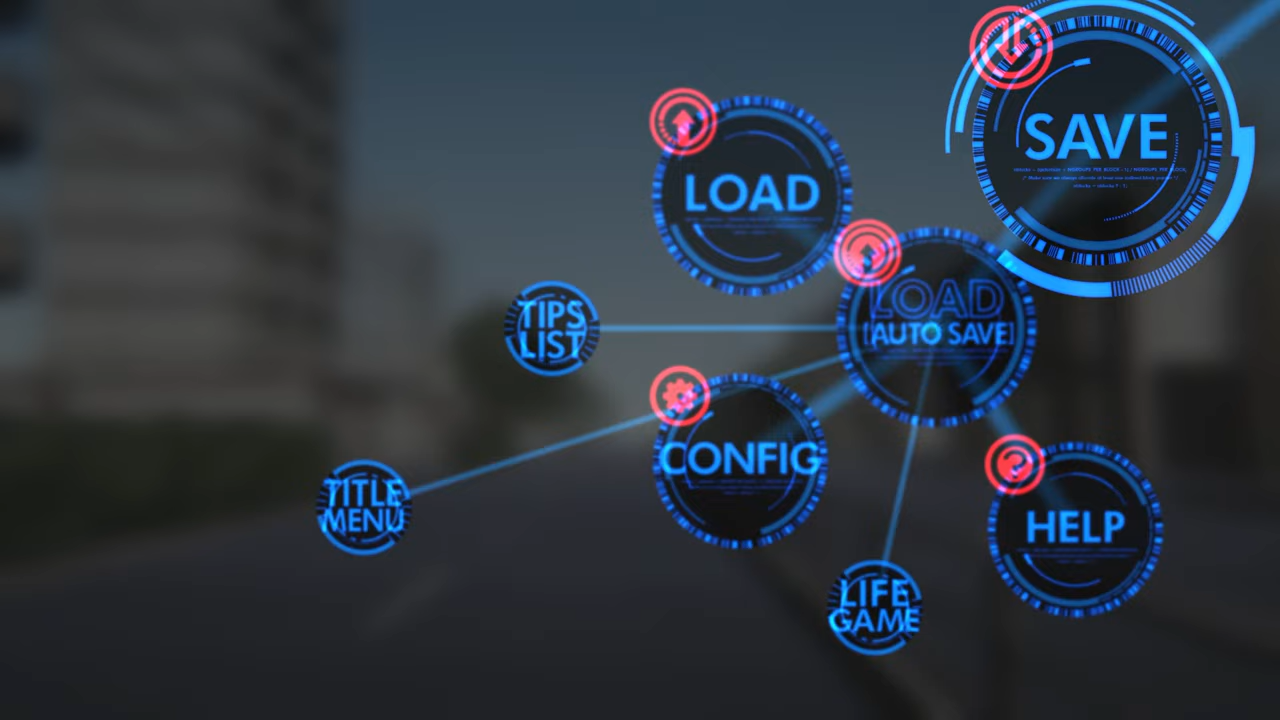 SAVE
LOAD
LOAD
[AUTO SAVE]
TIPS
LIST
CONFIG
TITLE
MENU
HELP
LIFE
GAME